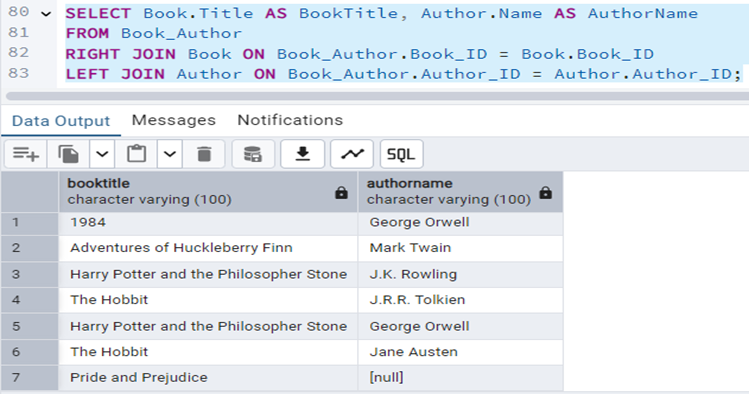 80 SELECT Book.Title AS BookTitle, Author.Name AS AuthorName
81 FROM Book_Author
82 RIGHT JOIN Book ON Book_Author.Book_ID = Book.Book_ID
83 LEFT JOIN Author ON Book_Author.Author_ID = Author.Author_ID;
Data Output Messages Notifications
SQL
booktitle authorname
character varying (100) character varying (100)
1 1984 George Orwell
2 Adventures of Huckleberry Finn Mark Twain
3 Harry Potter and the Philosopher Stone J.K. Rowling
4 The Hobbit J.R.R. Tolkien
5 Harry Potter and the Philosopher Stone George Orwell
6 The Hobbit Jane Austen
7 Pride and Prejudice [null]